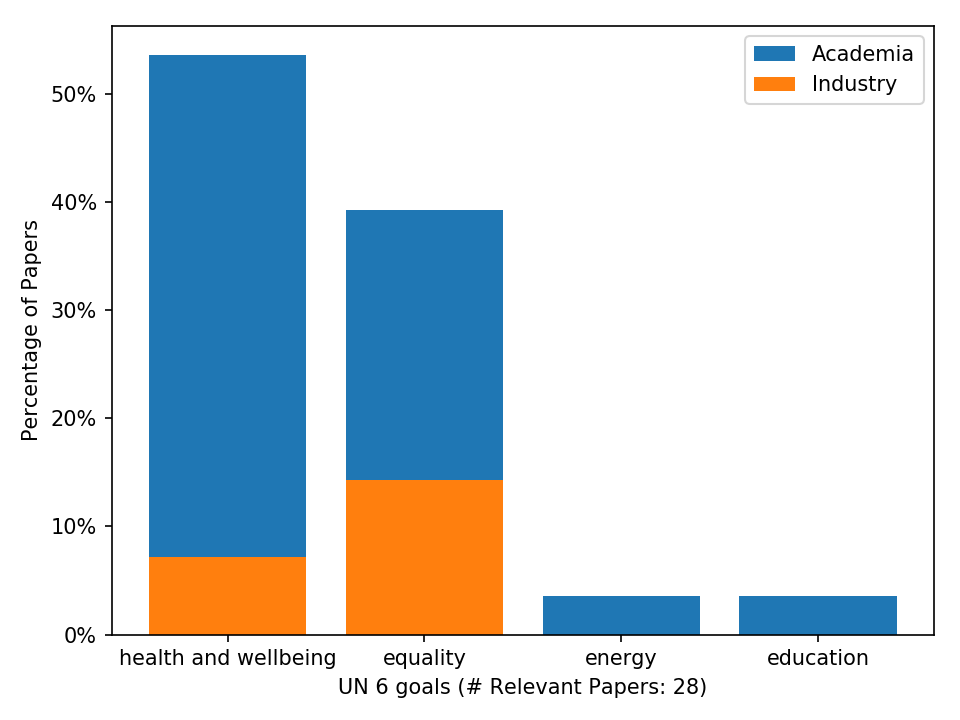 Academia
Industry
Percentage of Papers
50%
40%
30%
20%
10%
0%
health and wellbeing
equality
energy
education
UN 6 goals (# Relevant Papers: 28)